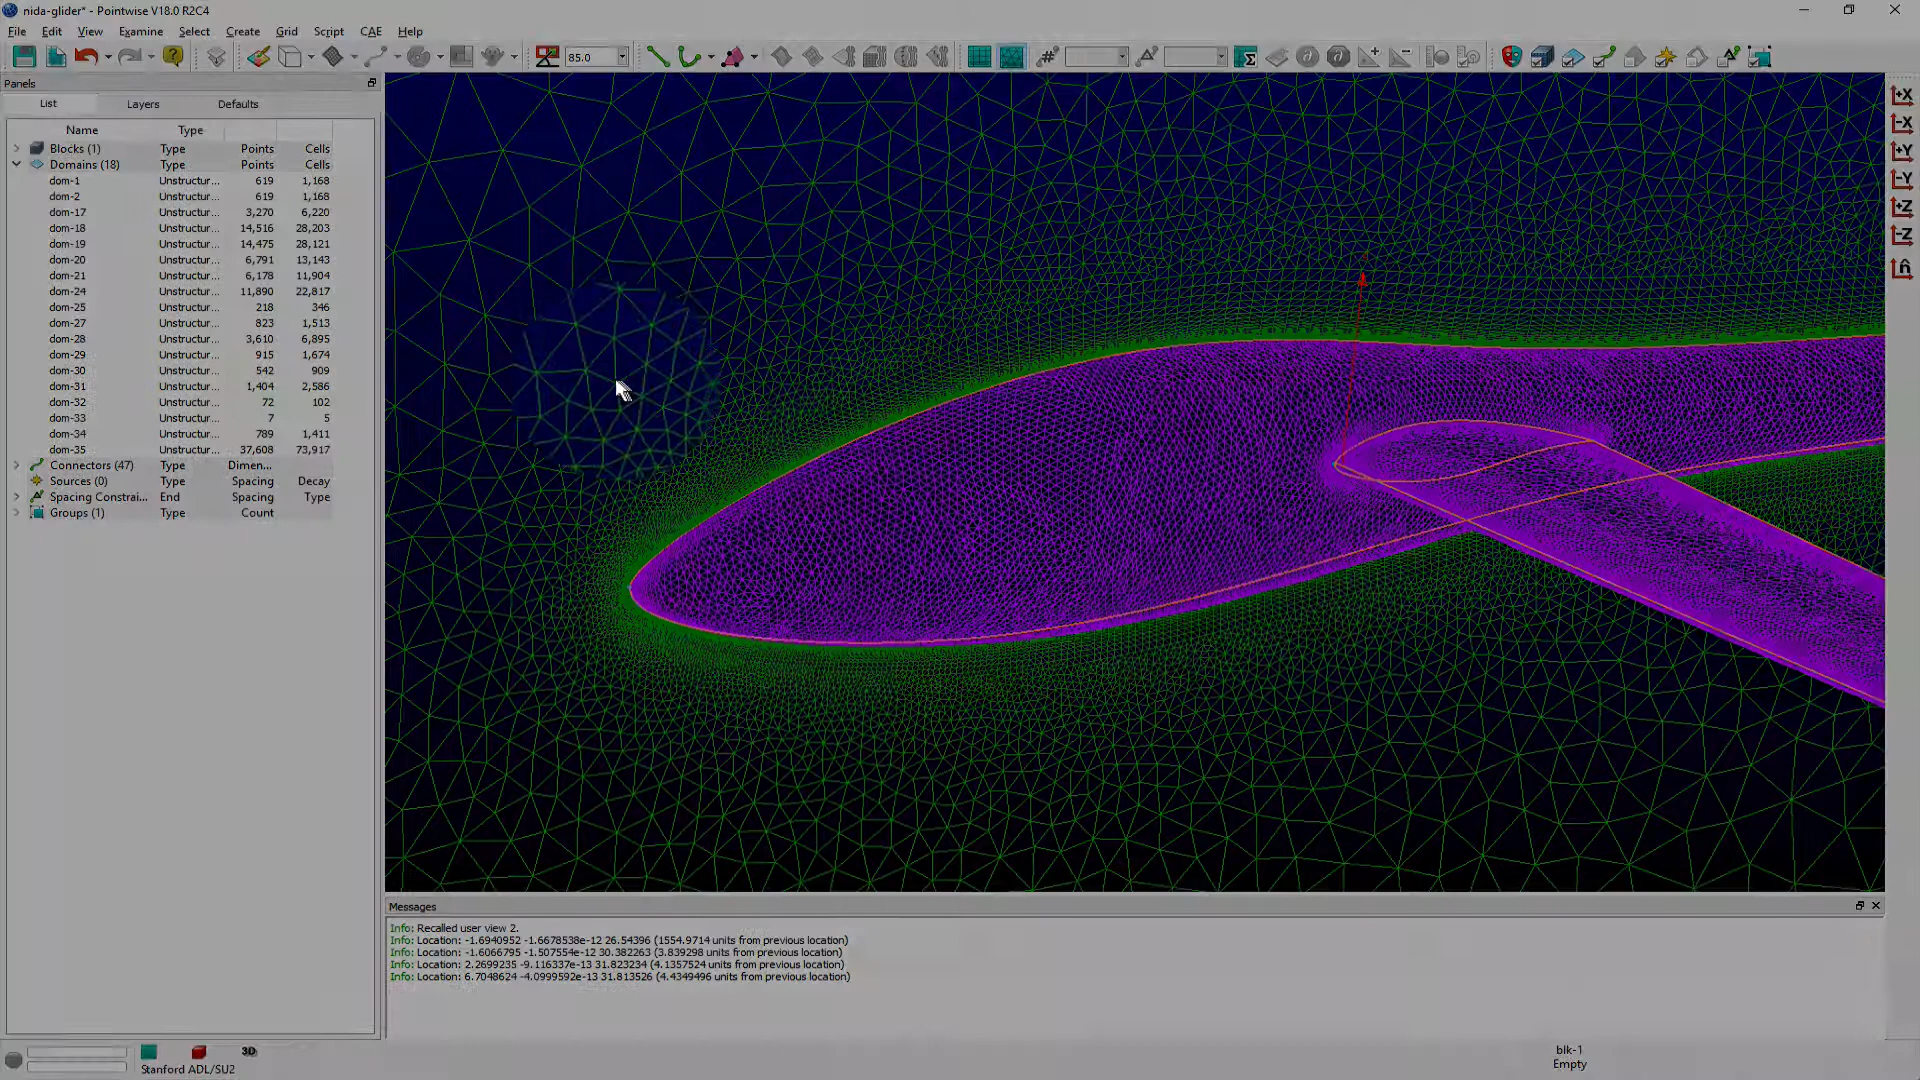 nida-glider* - Pointwise V18.0 R2C4
File Edit View Examine Select Create Grid Script CAE Help
85.0
Panels
List Layers Defaults
Name Type
Blocks (1) Type Points Cells
Domains (18) Type Points Cells
dom-1 Unstructur... 619 1,168
dom-2 Unstructur... 619 1,168
dom-17 Unstructur... 3,270 6,220
dom-18 Unstructur... 14,516 28,203
dom-19 Unstructur... 14,475 28,121
dom-20 Unstructur... 6,791 13,143
dom-21 Unstructur... 6,178 11,904
dom-24 Unstructur... 11,890 22,817
dom-25 Unstructur... 218 346
dom-27 Unstructur... 823 1,513
dom-28 Unstructur... 3,610 6,895
dom-29 Unstructur... 915 1,674
dom-30 Unstructur... 542 909
dom-31 Unstructur... 1,404 2,586
dom-32 Unstructur... 72 102
dom-33 Unstructur... 7 5
dom-34 Unstructur... 789 1,411
dom-35 Unstructur... 37,608 73,917
Connectors (47) Type Dimen...
Sources (0) Type Spacing Decay
Spacing Constrai... End Spacing Type
Groups (1) Type Count
+X
-X
+Y
-Y
+Z
-Z
n̂
Messages
Info: Recalled user view 2.
Info: Location: -1.6940952 -1.6678538e-12 26.54396 (1554.9714 units from previous location)
Info: Location: -1.6066795 -1.507554e-12 30.382263 (3.839298 units from previous location)
Info: Location: 2.2699235 -9.116337e-13 31.823234 (4.1357524 units from previous location)
Info: Location: 6.7048624 -4.0999592e-13 31.813526 (4.4349496 units from previous location)
3D
Stanford ADL/SU2
blk-1
Empty